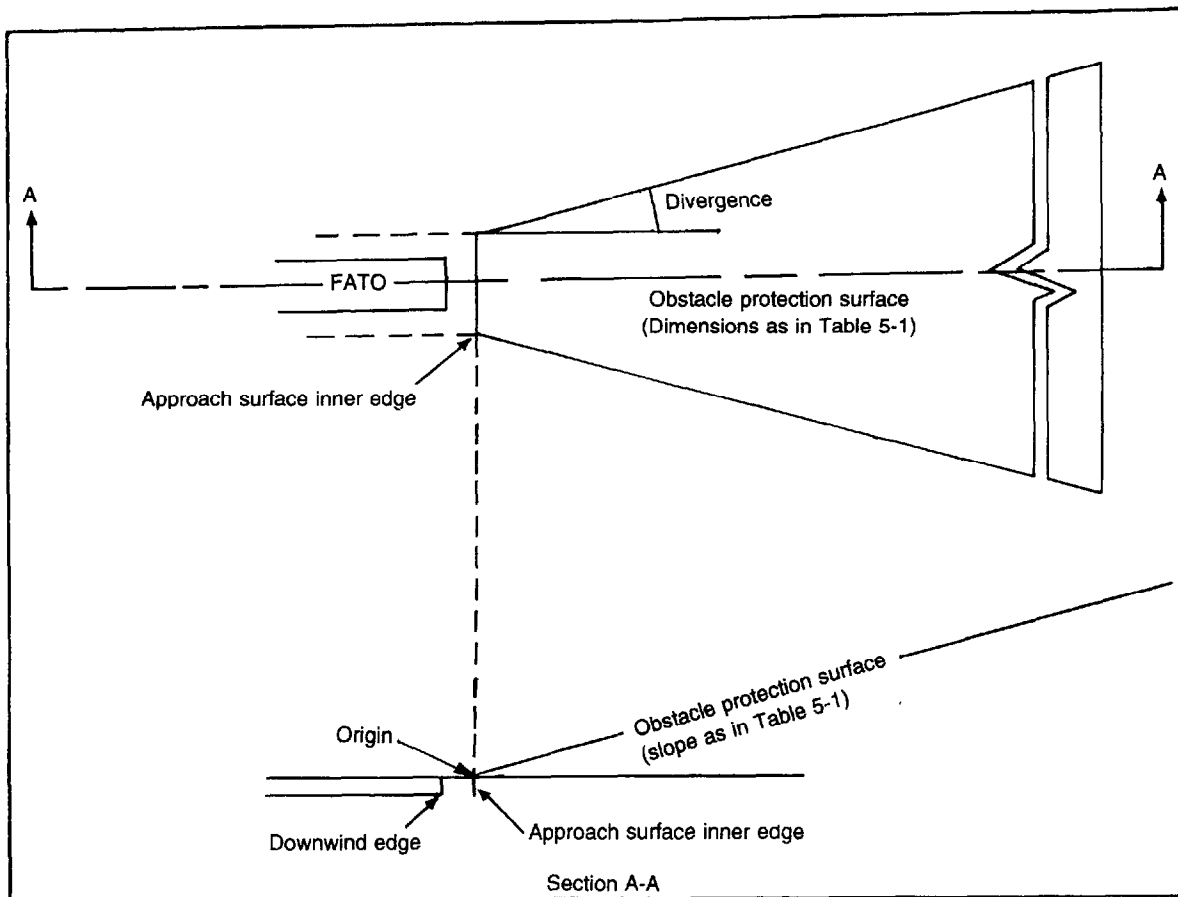 A
A
Divergence
FATO
Obstacle protection surface
(Dimensions as in Table 5-1)
Approach surface inner edge
Obstacle protection surface
(slope as in Table 5-1)
Origin
Downwind edge
Approach surface inner edge
Section A-A